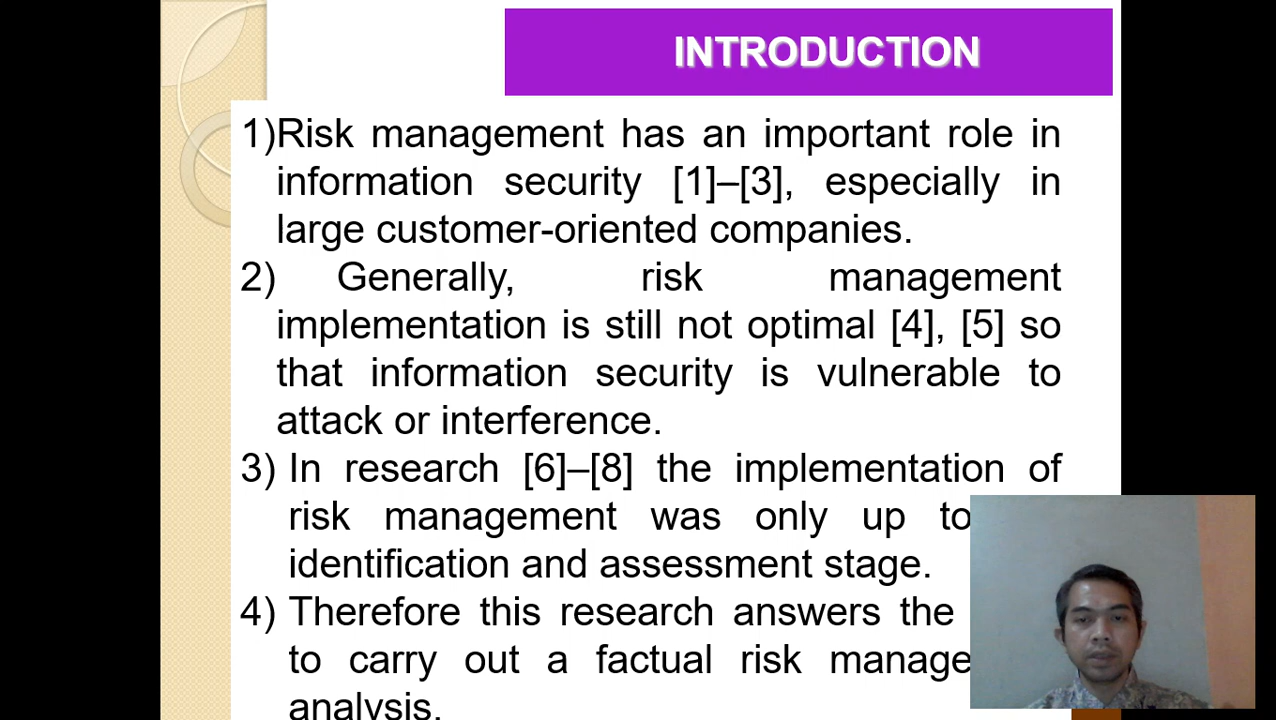 INTRODUCTION
1)Risk management has an important role in
information security [1]–[3], especially in
large customer-oriented companies.
2) Generally, risk management
implementation is still not optimal [4], [5] so
that information security is vulnerable to
attack or interference.
3) In research [6]–[8] the implementation of
risk management was only up to
identification and assessment stage.
4) Therefore this research answers the
to carry out a factual risk manage
analysis.